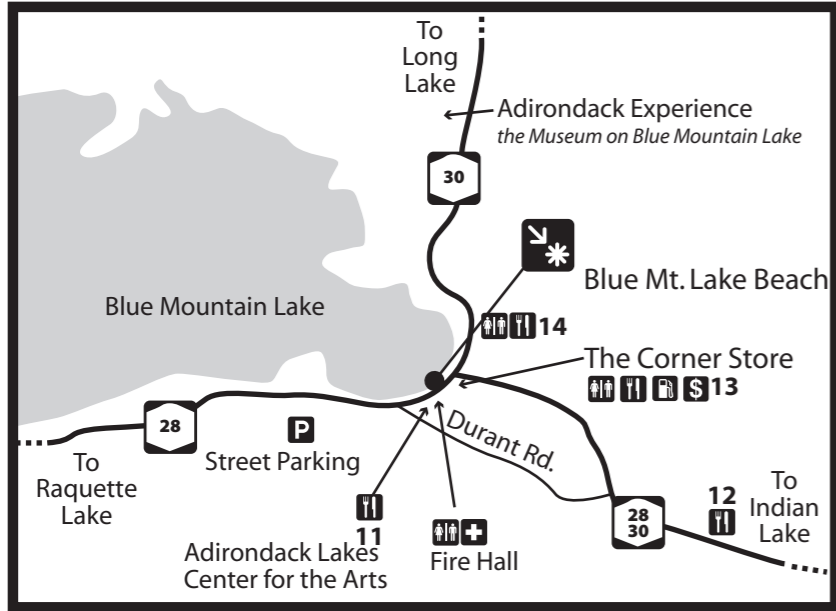 To
Long
Lake
Adirondack Experience
the Museum on Blue Mountain Lake
30
Blue Mt. Lake Beach
Blue Mountain Lake
14
The Corner Store
$ 13
28
P
Street Parking
Durant Rd.
To
Raquette
Lake
11
Adirondack Lakes
Center for the Arts
Fire Hall
28
30
12
To
Indian
Lake